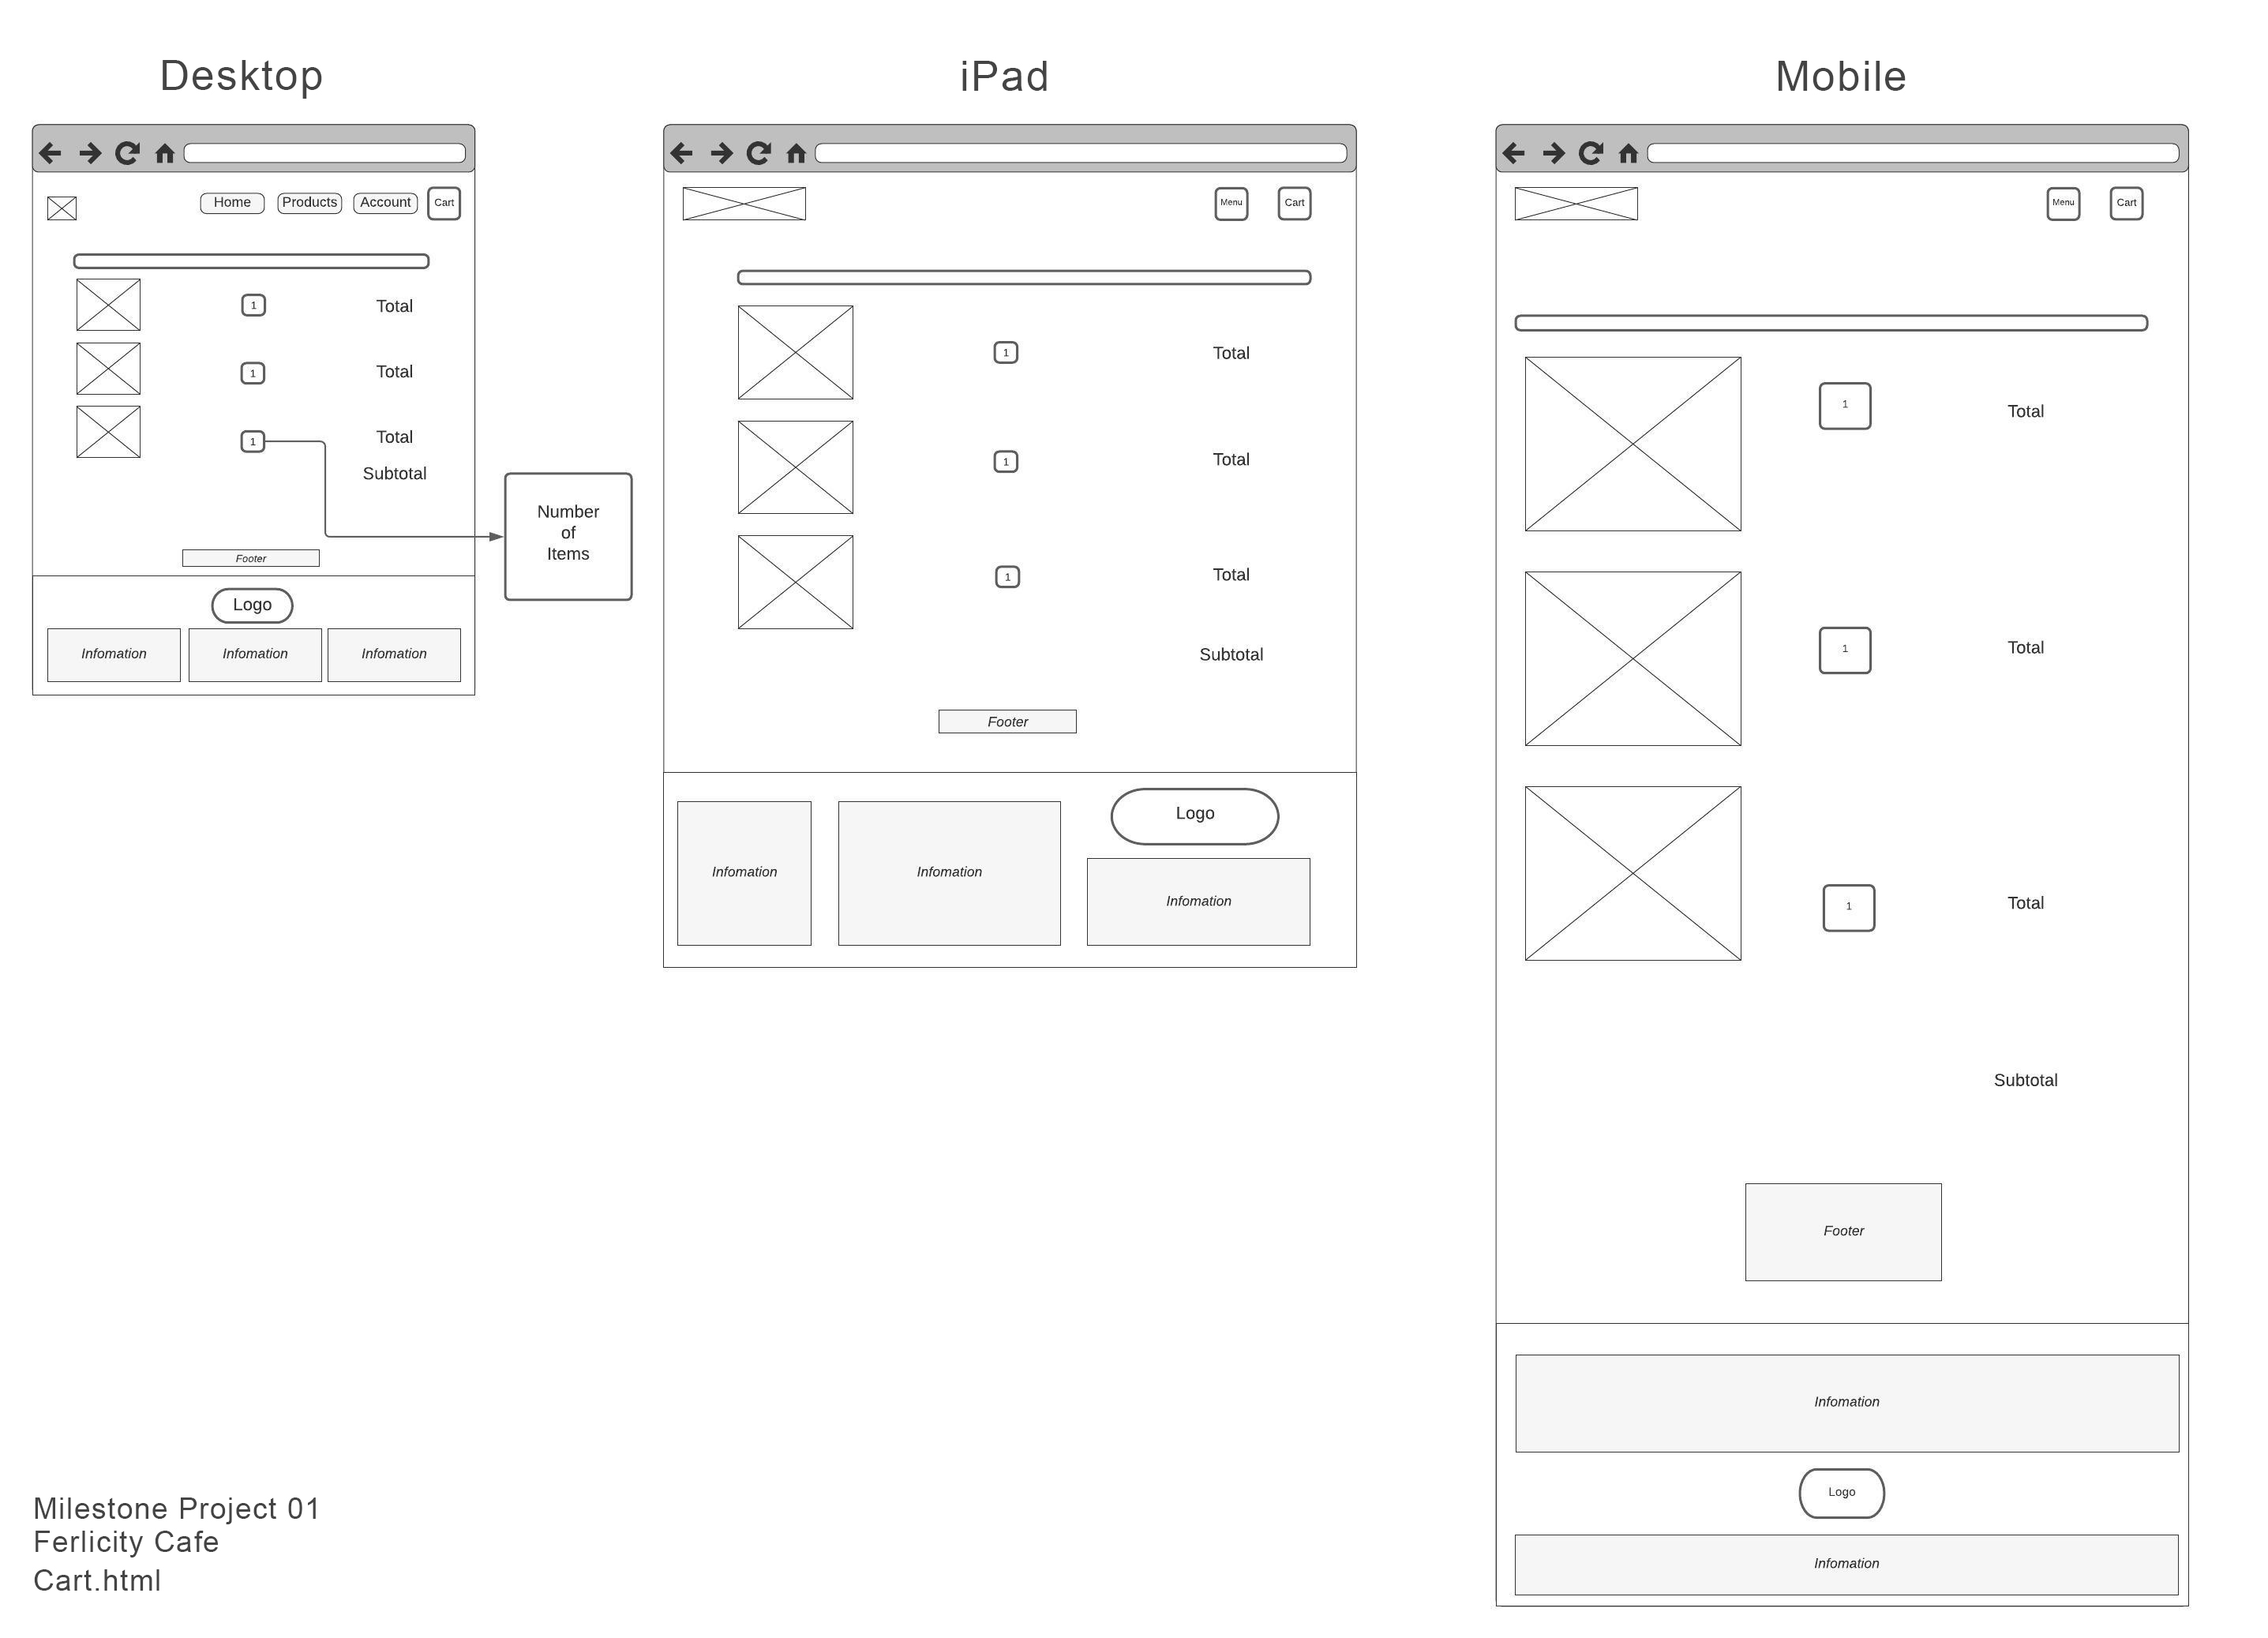 Desktop
iPad
Mobile
Home
Products
Account
Cart
1
Total
1
Total
1
Total
Subtotal
Number
of
Items
Footer
Logo
Infomation
Infomation
Infomation
Menu
Cart
1
Total
1
Total
1
Total
Subtotal
Footer
Logo
Infomation
Infomation
Infomation
Menu
Cart
1
Total
1
Total
1
Total
Subtotal
Footer
Infomation
Logo
Infomation
Milestone Project 01
Ferlicity Cafe
Cart.html